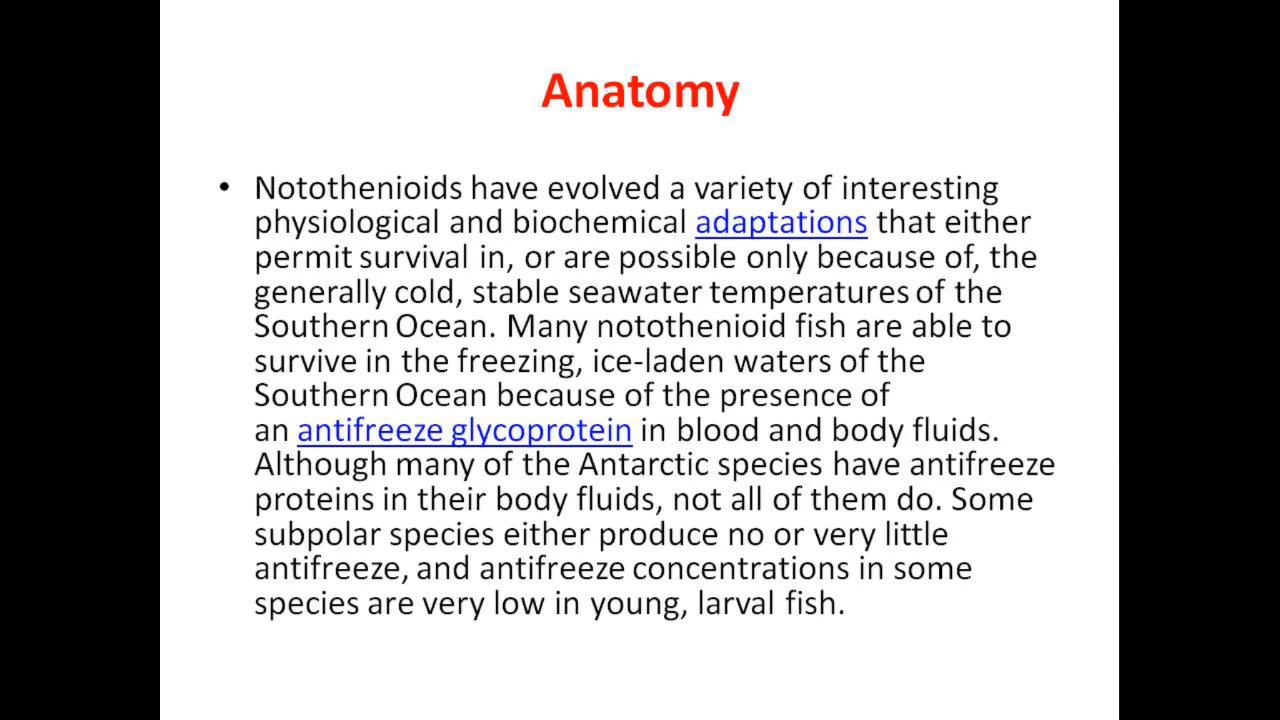 Anatomy
• Notothenioids have evolved a variety of interesting
physiological and biochemical adaptations that either
permit survival in, or are possible only because of, the
generally cold, stable seawater temperatures of the
Southern Ocean. Many notothenioid fish are able to
survive in the freezing, ice-laden waters of the
Southern Ocean because of the presence of
an antifreeze glycoprotein in blood and body fluids.
Although many of the Antarctic species have antifreeze
proteins in their body fluids, not all of them do. Some
subpolar species either produce no or very little
antifreeze, and antifreeze concentrations in some
species are very low in young, larval fish.